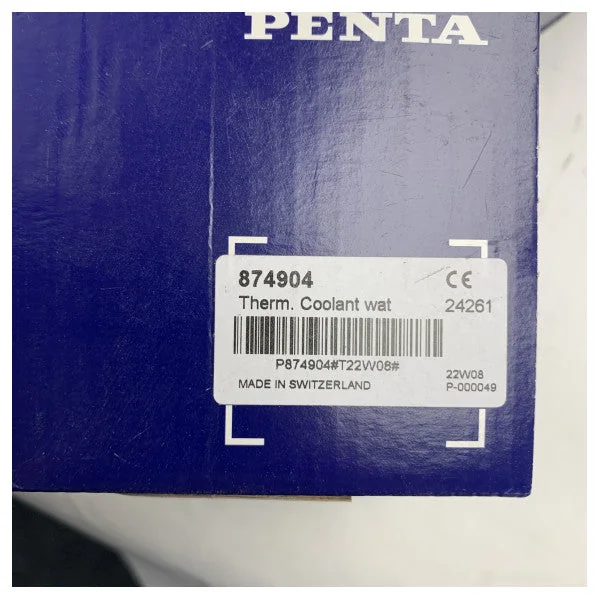 PENTA
874904 CE
Therm. Coolant wat 24261
P874904#T22W08#
22W08
MADE IN SWITZERLAND P-000049